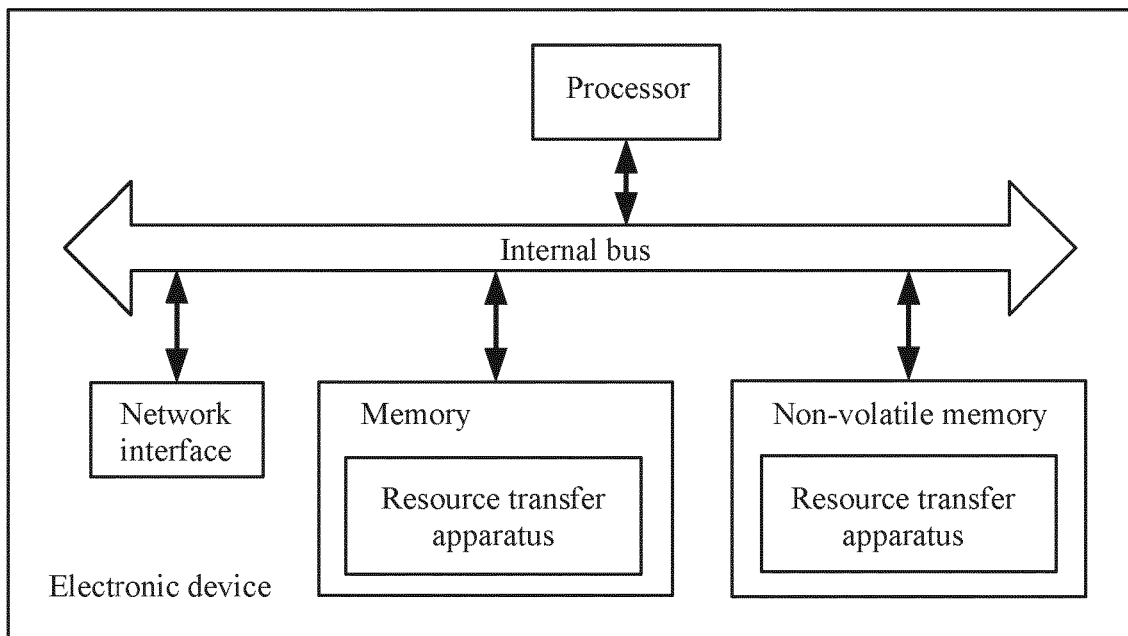 Processor
Internal bus
Network
interface
Memory
Resource transfer
apparatus
Non-volatile memory
Resource transfer
apparatus
Electronic device